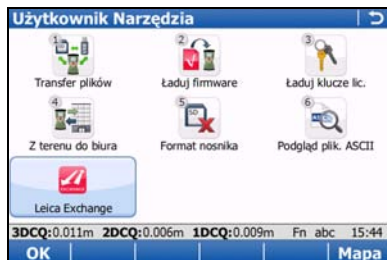 Użytkownik Narzędzia
1 2 3
Transfer plików Ładuj firmware Ładuj klucze lic.
4 5 6
Z terenu do biura Format nosnika Podgląd plik. ASCII
Leica Exchange
3DCQ:0.011m 2DCQ:0.006m 1DCQ:0.009m Fn abc 15:44
OK Mapa